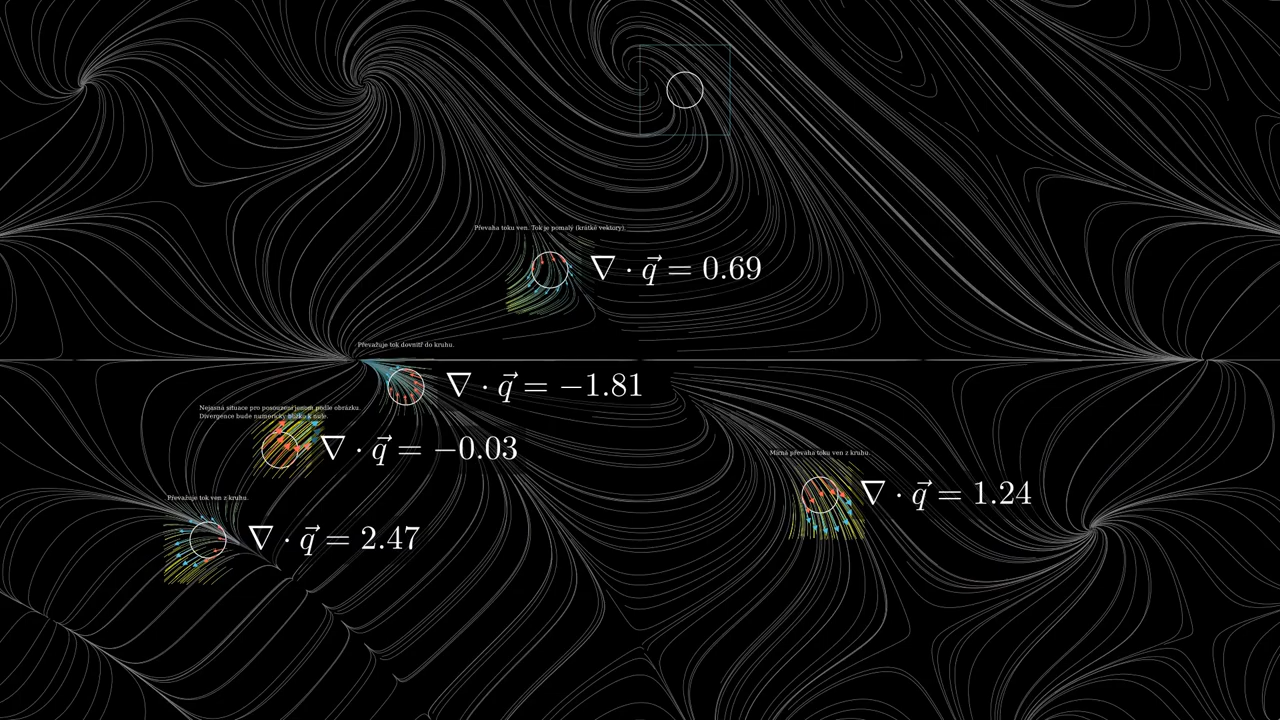 Převaha toku ven. Tok je pomalý (krátké vektory).
∇ · q⃗ = 0.69
Převažuje tok dovnitř do kruhu.
∇ · q⃗ = −1.81
Nejasná situace pro posouzení jenom podle obrázku.
Divergence bude numericky blízko k nule.
∇ · q⃗ = −0.03
Mírná převaha toku ven z kruhu.
∇ · q⃗ = 1.24
Převažuje tok ven z kruhu.
∇ · q⃗ = 2.47